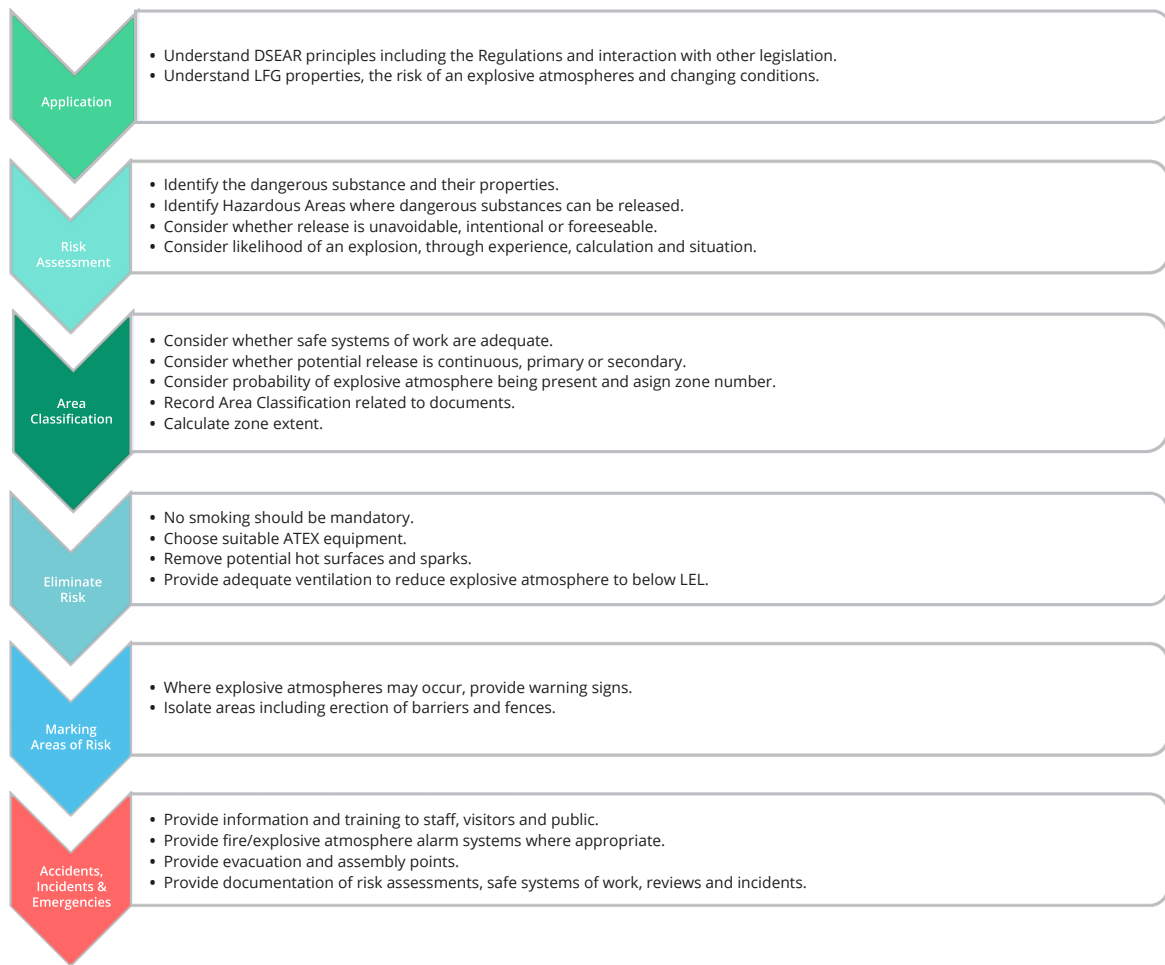 Application
• Understand DSEAR principles including the Regulations and interaction with other legislation.
• Understand LFG properties, the risk of an explosive atmospheres and changing conditions.
Risk
Assessment
• Identify the dangerous substance and their properties.
• Identify Hazardous Areas where dangerous substances can be released.
• Consider whether release is unavoidable, intentional or foreeseable.
• Consider likelihood of an explosion, through experience, calculation and situation.
Area
Classification
• Consider whether safe systems of work are adequate.
• Consider whether potential release is continuous, primary or secondary.
• Consider probability of explosive atmosphere being present and asign zone number.
• Record Area Classification related to documents.
• Calculate zone extent.
Eliminate
Risk
• No smoking should be mandatory.
• Choose suitable ATEX equipment.
• Remove potential hot surfaces and sparks.
• Provide adequate ventilation to reduce explosive atmosphere to below LEL.
Marking
Areas of Risk
• Where explosive atmospheres may occur, provide warning signs.
• Isolate areas including erection of barriers and fences.
Accidents,
Incidents &
Emergencies
• Provide information and training to staff, visitors and public.
• Provide fire/explosive atmosphere alarm systems where appropriate.
• Provide evacuation and assembly points.
• Provide documentation of risk assessments, safe systems of work, reviews and incidents.